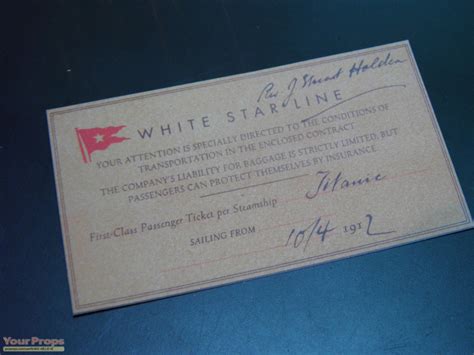 Rev. J Stuart Holden
WHITE STAR LINE
YOUR ATTENTION IS SPECIALLY DIRECTED TO THE CONDITIONS OF
TRANSPORTATION IN THE ENCLOSED CONTRACT
THE COMPANY'S LIABILITY FOR BAGGAGE IS STRICTLY LIMITED, BUT
PASSENGERS CAN PROTECT THEMSELVES BY INSURANCE
First-Class Passenger Ticket per Steamship Titanic
SAILING FROM 10/4 1912
YourProps